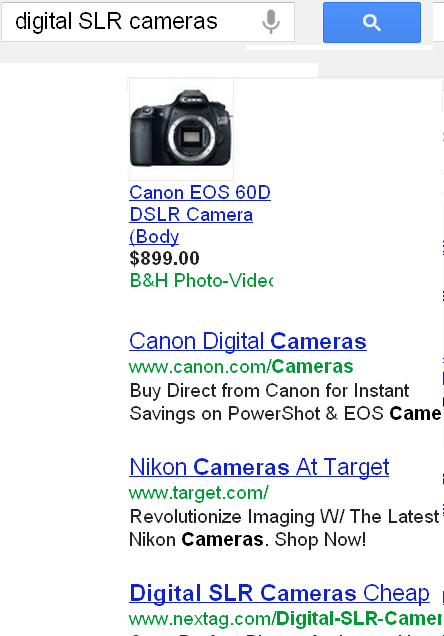 digital SLR cameras
Canon
Canon EOS 60D
DSLR Camera
(Body
$899.00
B&H Photo-Video
Canon Digital Cameras
www.canon.com/Cameras
Buy Direct from Canon for Instant
Savings on PowerShot & EOS Came
Nikon Cameras At Target
www.target.com/
Revolutionize Imaging W/ The Latest
Nikon Cameras. Shop Now!
Digital SLR Cameras Cheap
www.nextag.com/Digital-SLR-Camer